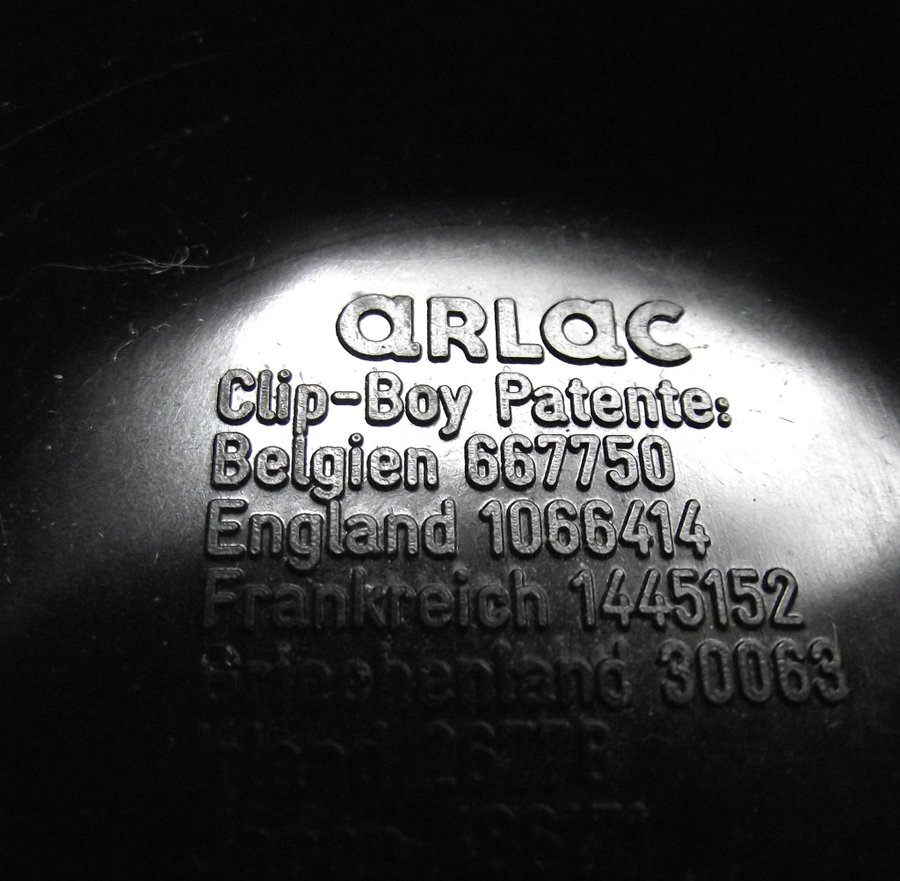 aRLac
Clip-Boy Patente:
Belgien 667750
England 1066414
Frankreich 1445152
Griechenland 30063